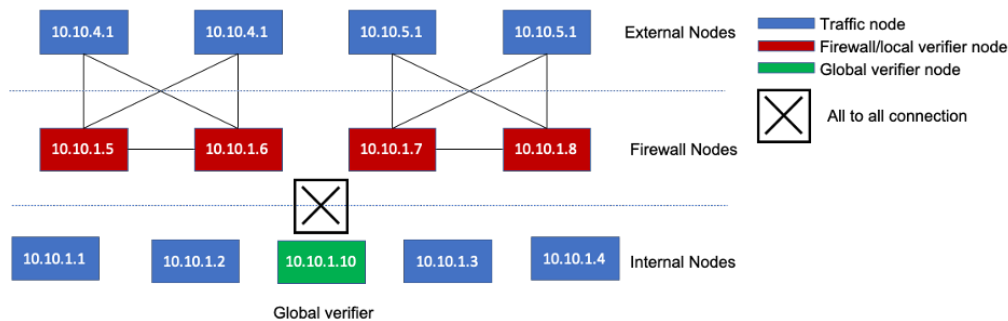 10.10.4.1 10.10.4.1 10.10.5.1 10.10.5.1 External Nodes
Traffic node
Firewall/local verifier node
Global verifier node
All to all connection
10.10.1.5 10.10.1.6 10.10.1.7 10.10.1.8 Firewall Nodes
10.10.1.1 10.10.1.2 10.10.1.10 10.10.1.3 10.10.1.4 Internal Nodes
Global verifier